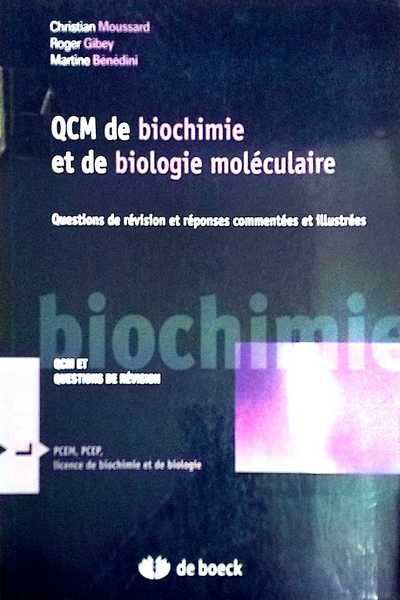 Christian Moussard
Roger Gibey
Martine Bénédini
QCM de biochimie
et de biologie moléculaire
Questions de révision et réponses commentées et illustrées
biochimie
QCM ET
QUESTIONS DE RÉVISION
PCEM, PCEP,
licence de biochimie et de biologie
de boeck